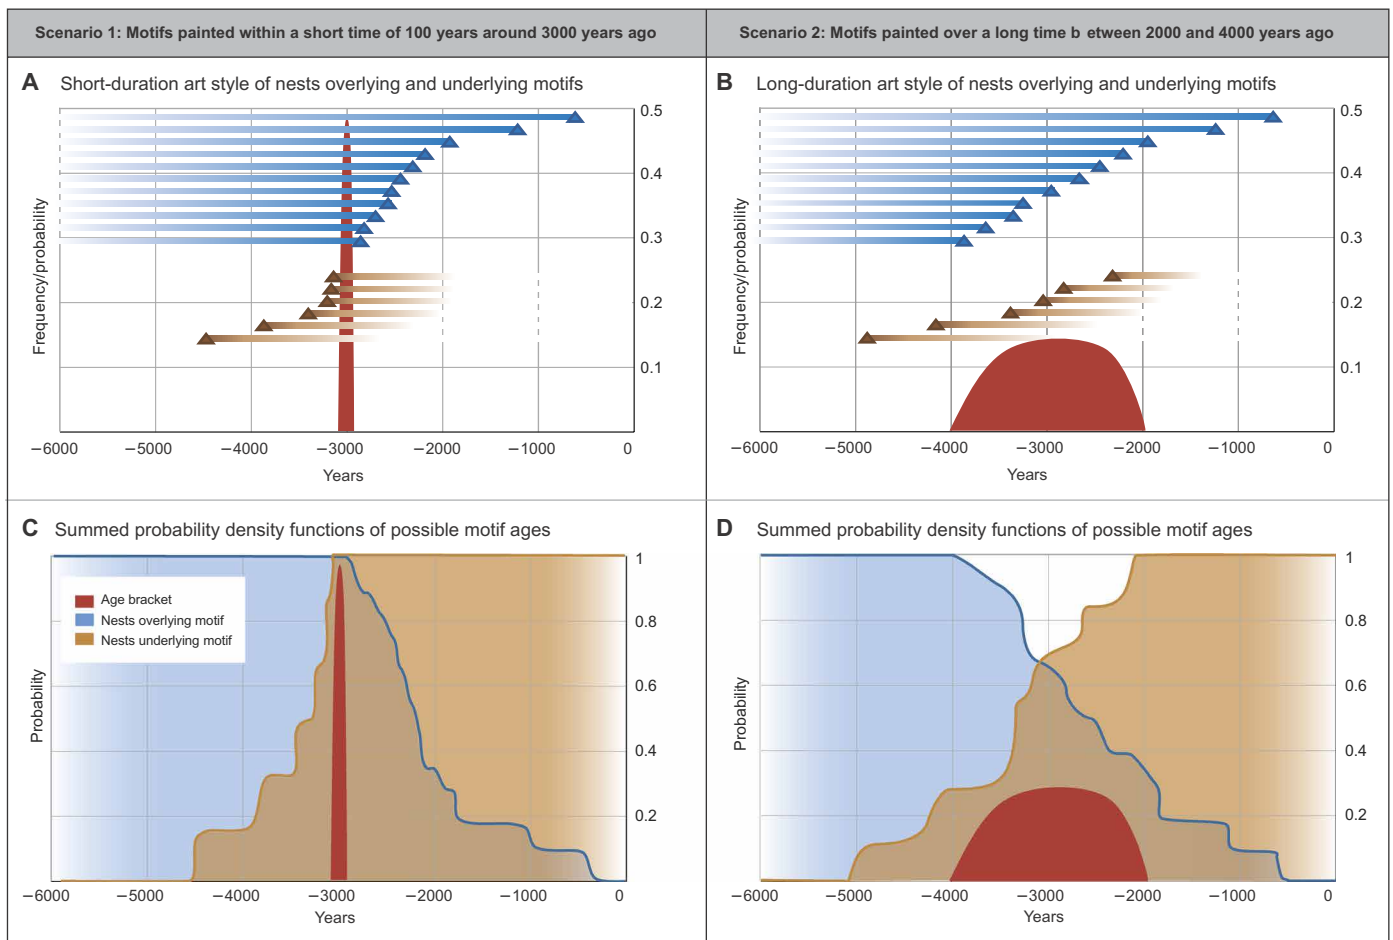 Scenario 1: Motifs painted within a short time of 100 years around 3000 years ago
Scenario 2: Motifs painted over a long time b etween 2000 and 4000 years ago
A Short-duration art style of nests overlying and underlying motifs
0.5
0.4
0.3
0.2
0.1
Frequency/probability
−6000 −5000 −4000 −3000 −2000 −1000 0
Years
B Long-duration art style of nests overlying and underlying motifs
0.5
0.4
0.3
0.2
0.1
Frequency/probability
−6000 −5000 −4000 −3000 −2000 −1000 0
Years
C Summed probability density functions of possible motif ages
Age bracket
Nests overlying motif
Nests underlying motif
1
0.8
0.6
0.4
0.2
Probability
−6000 −5000 −4000 −3000 −2000 −1000 0
Years
D Summed probability density functions of possible motif ages
1
0.8
0.6
0.4
0.2
Probability
−6000 −5000 −4000 −3000 −2000 −1000 0
Years